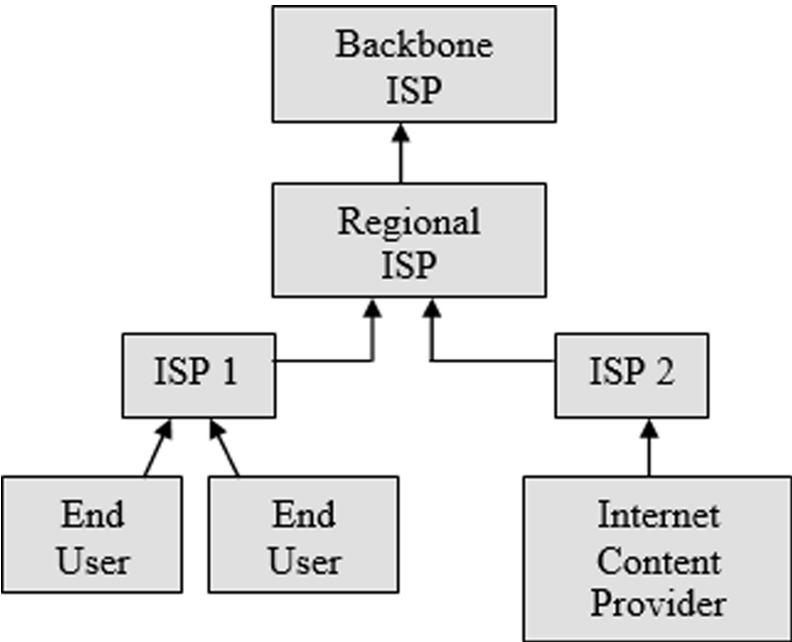 Backbone
ISP
Regional
ISP
ISP 1
ISP 2
End
User
End
User
Internet
Content
Provider